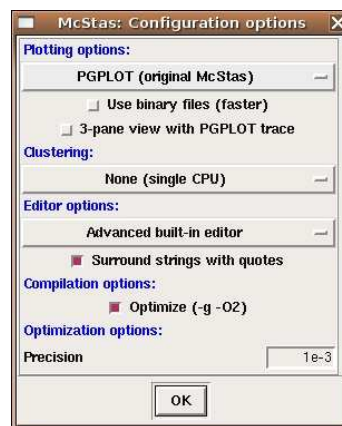 McStas: Configuration options
Plotting options:
PGPLOT (original McStas)
Use binary files (faster)
3-pane view with PGPLOT trace
Clustering:
None (single CPU)
Editor options:
Advanced built-in editor
Surround strings with quotes
Compilation options:
Optimize (-g -O2)
Optimization options:
Precision 1e-3
OK